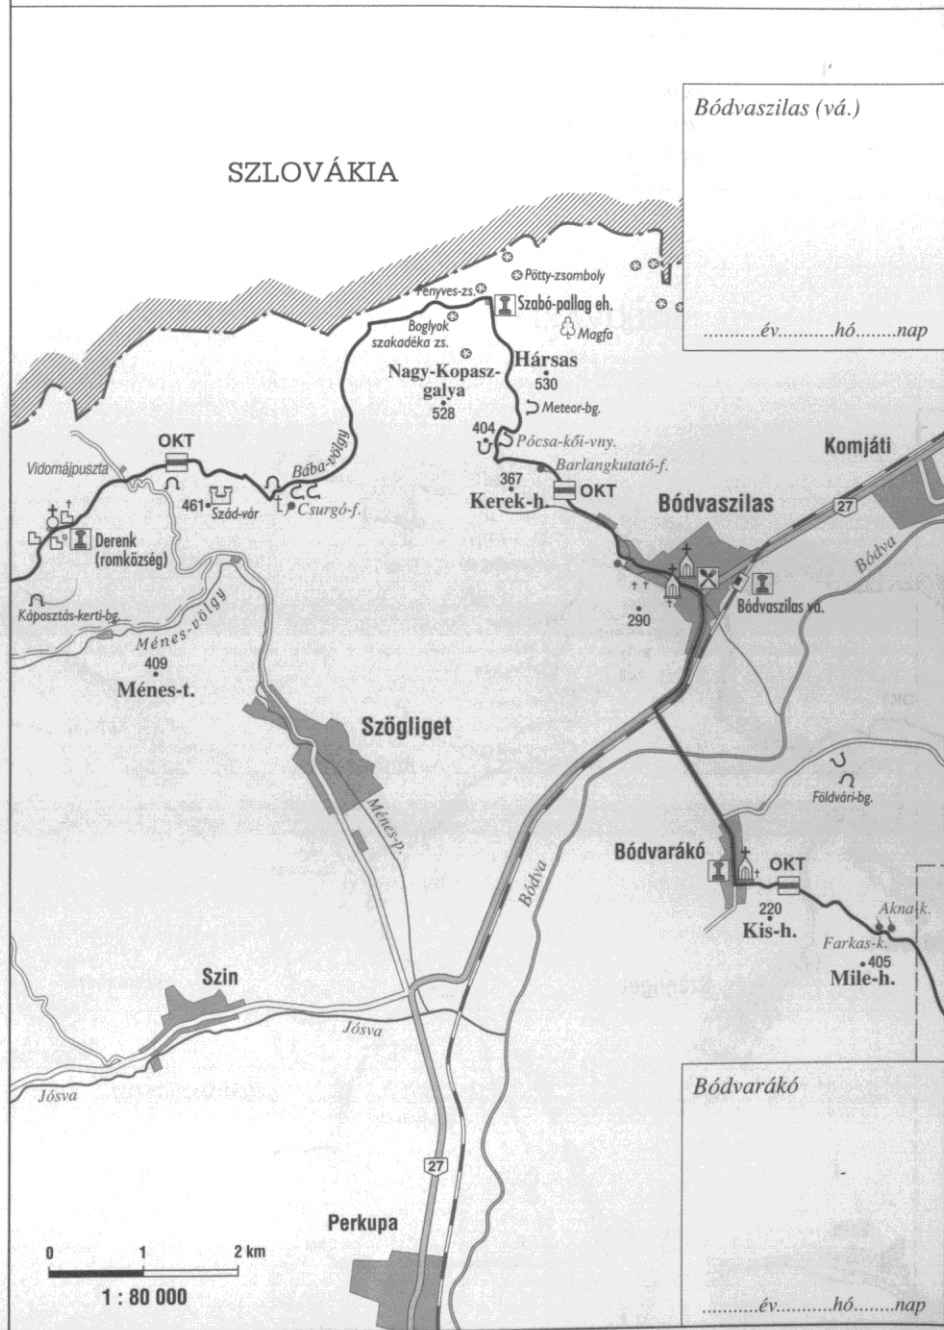 Bódvaszilas (vá.)
SZLOVÁKIA
Pötty-zsomboly
Fenyves-zs.
Szabó-pallag eh.
Boglyok
szakadéka zs.
Magfa
...........év..........hó.......nap
Hársas
530
Nagy-Kopasz-
galya
528
Meteor-bg.
404
Pócsa-kői-vny.
Komjáti
OKT
Bába-völgy
Barlangkutató-f.
Vidomájpuszta
367
Kerek-h.
OKT
27
461
Szád-vár
Csurgó-f.
Bódvaszilas
Bódva
Derenk
(romközség)
Káposztás-kerti-bg.
Ménes-völgy
290
Bódvaszilas vá.
409
Ménes-t.
Szögliget
Földvári-bg.
Ménes-p.
Bódvarákó
OKT
Bódva
220
Kis-h.
Akna-k.
Farkas-k.
405
Mile-h.
Szin
Jósva
Jósva
Bódvarákó
27
Perkupa
0 1 2 km
1 : 80 000
...........év..........hó.......nap